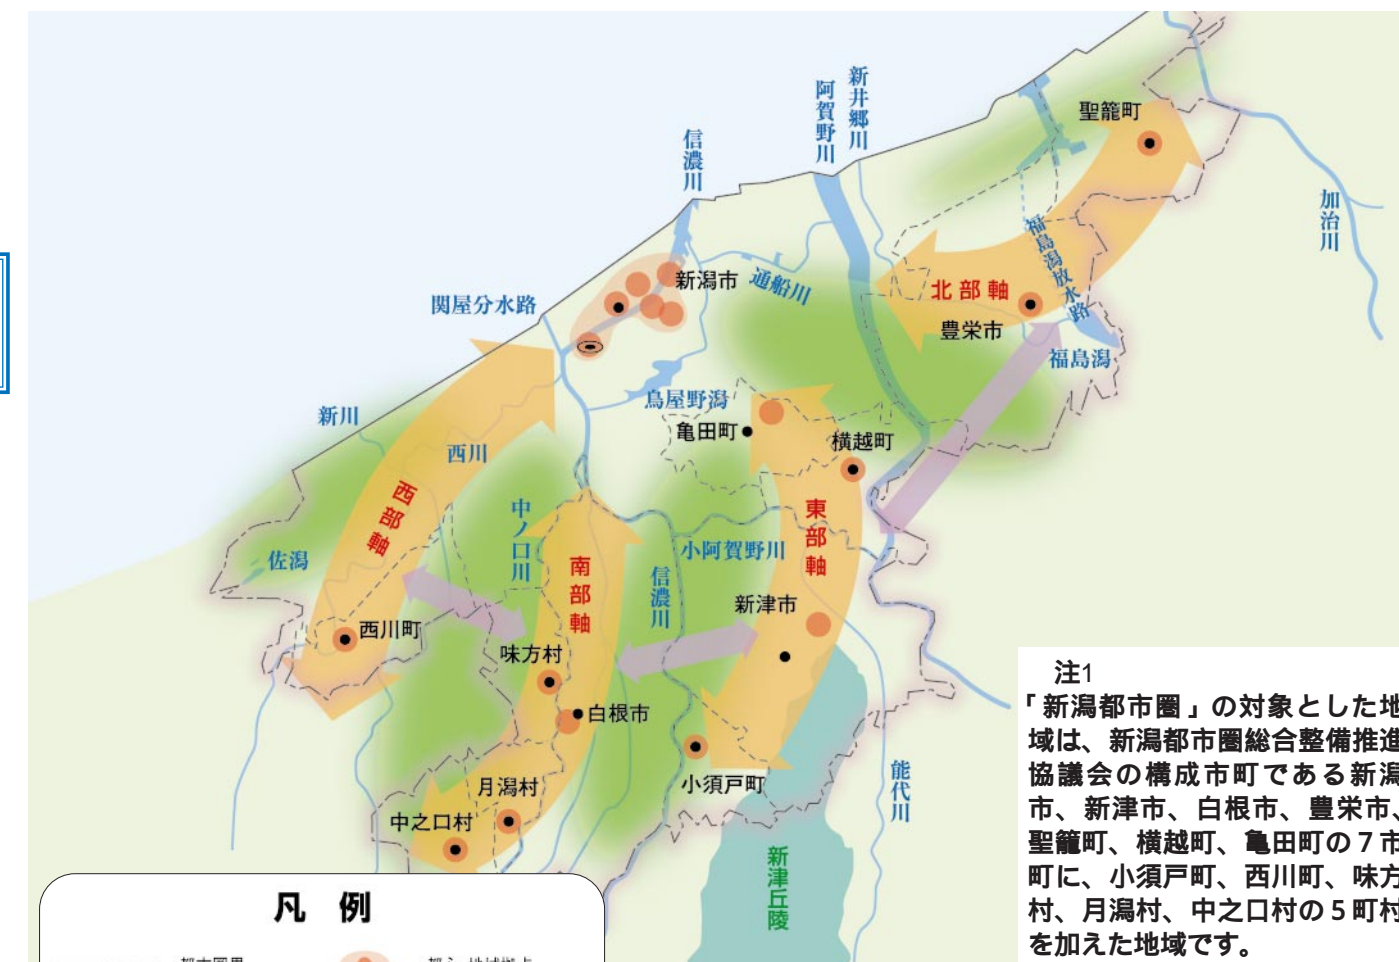 聖籠町
新井郷川
阿賀野川
信濃川
加治川
福島潟放水路
新潟市
通船川
北部軸
関屋分水路
豊栄市
福島潟
鳥屋野潟
新川
亀田町
横越町
西川
西部軸
中ノ口川
東部軸
小阿賀野川
佐潟
南部軸
信濃川
新津市
西川町
味方村
白根市
月潟村
小須戸町
能代川
中之口村
新津丘陵
凡 例
注1
「新潟都市圏」の対象とした地
域は、新潟都市圏総合整備推進
協議会の構成市町である新潟
市、新津市、白根市、豊栄市、
聖籠町、横越町、亀田町の７市
町に、小須戸町、西川町、味方
村、月潟村、中之口村の５町村
を加えた地域です。